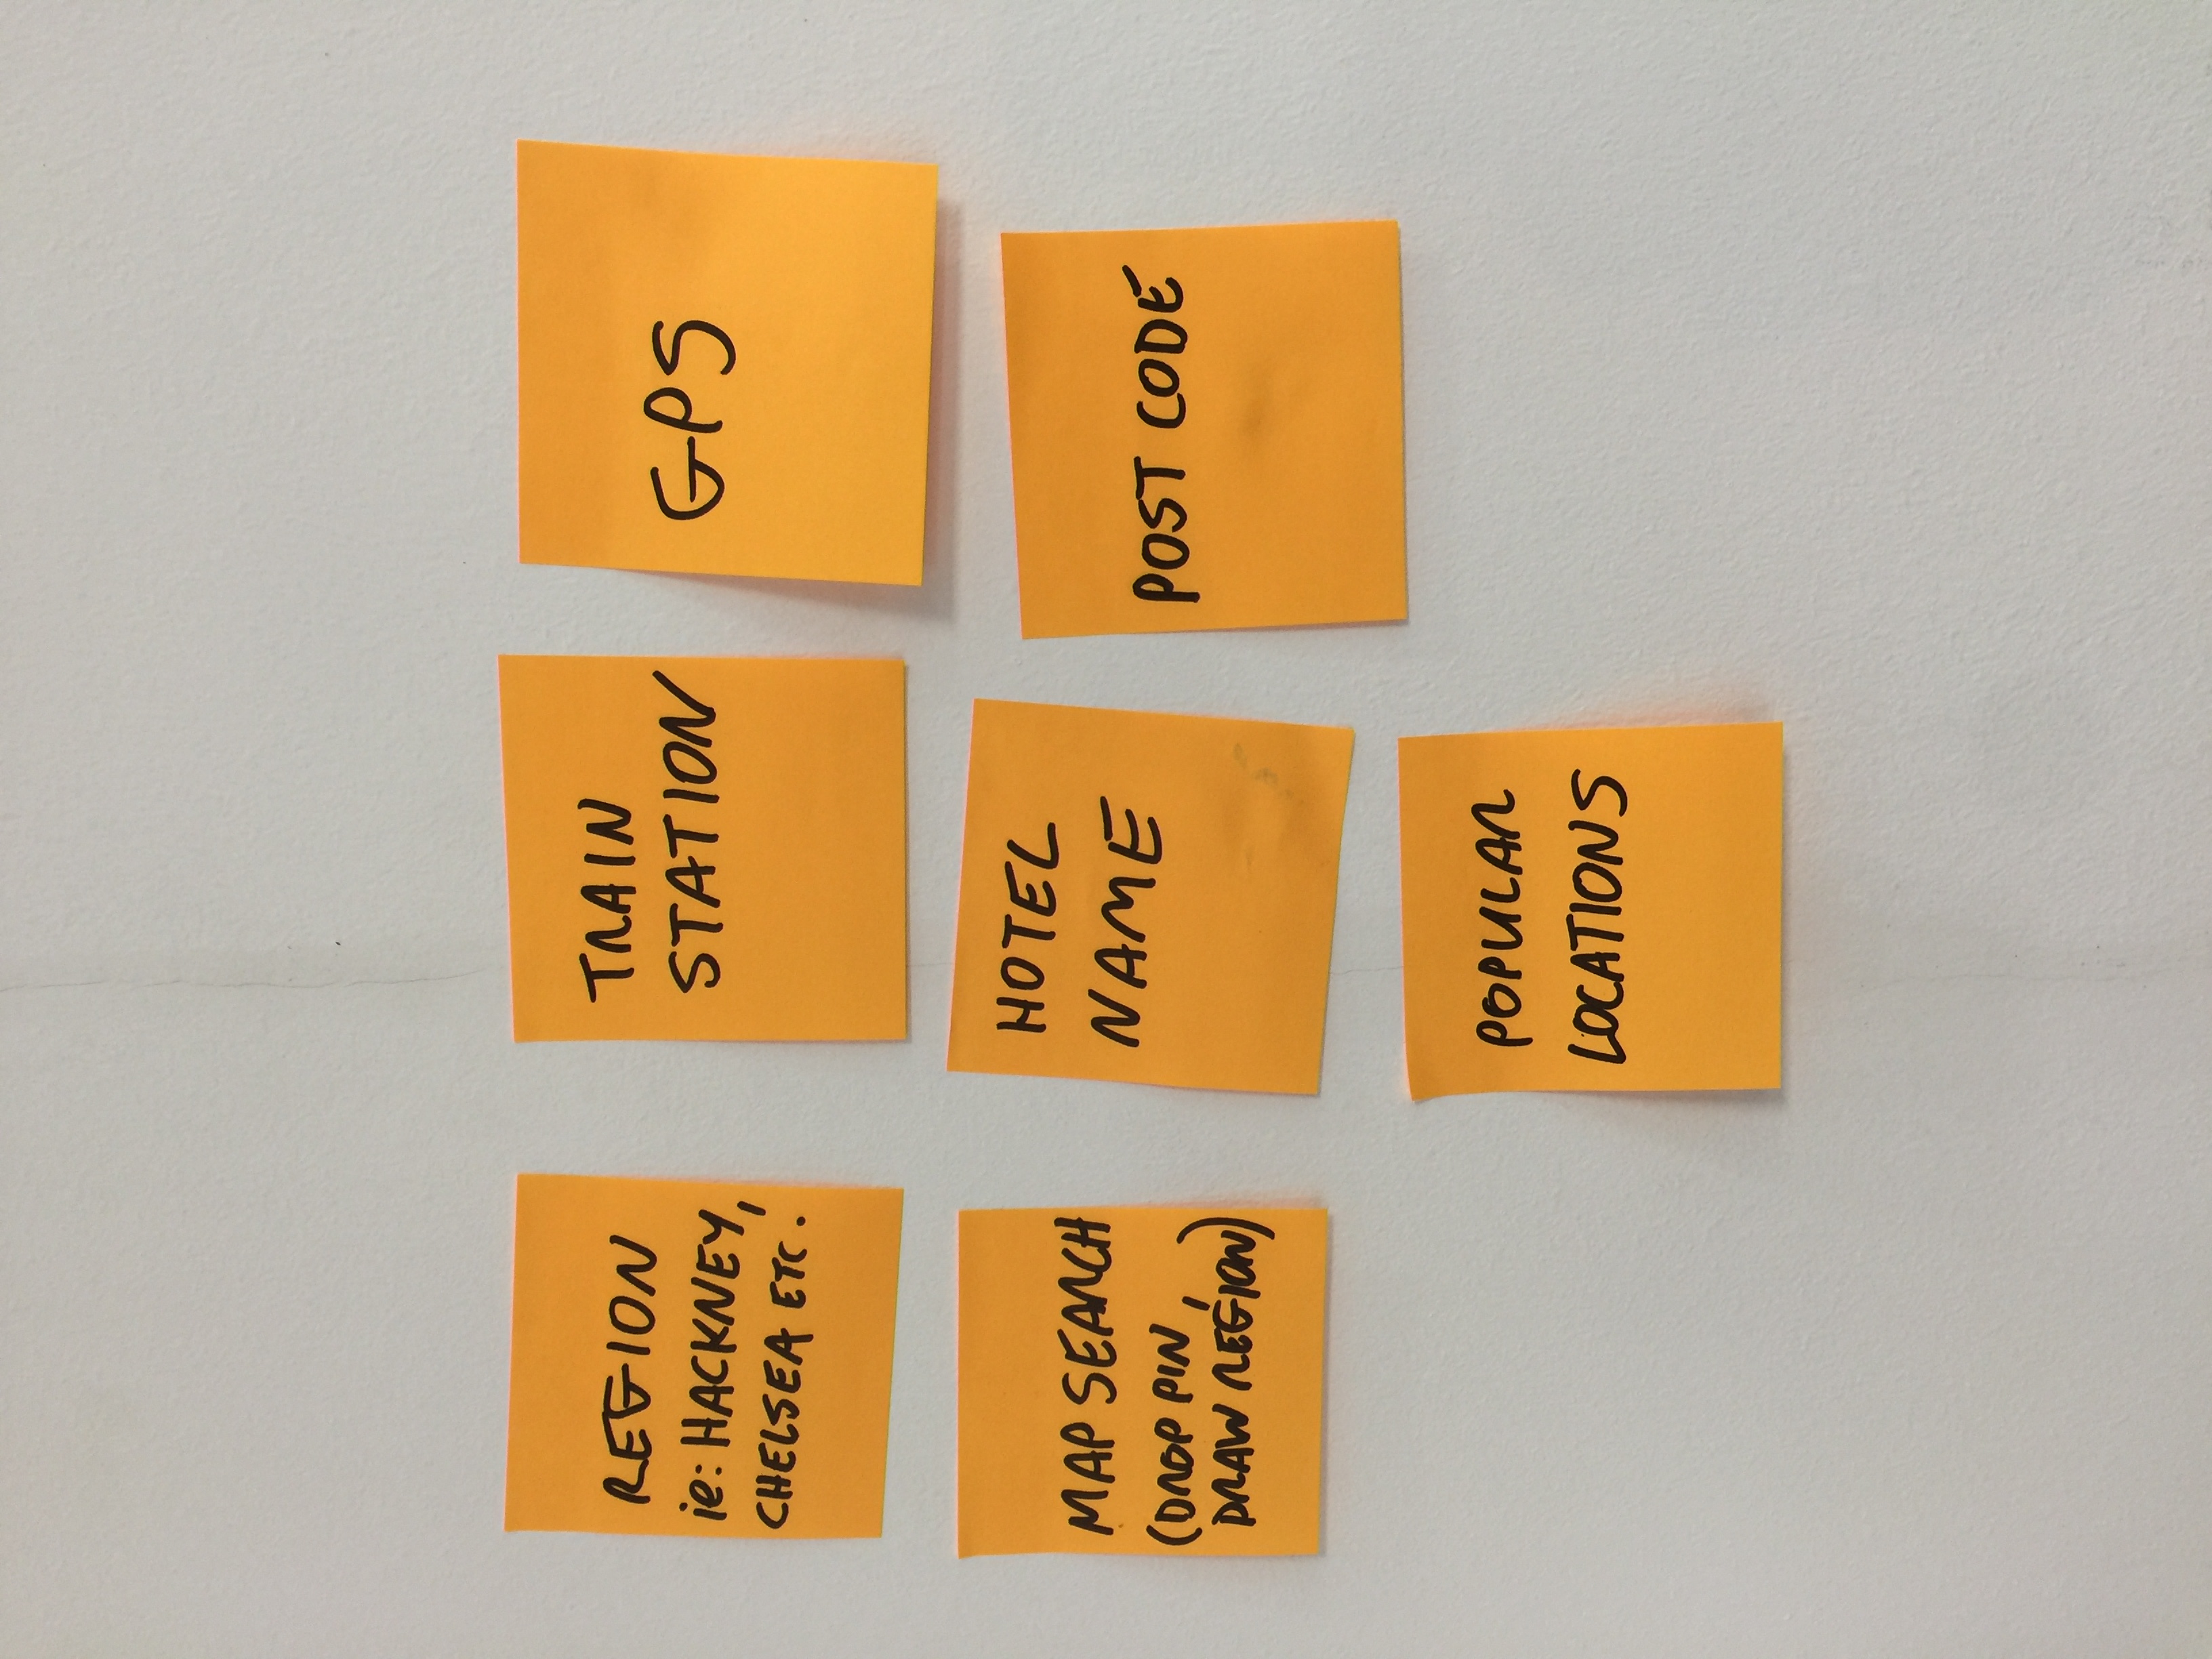 REGION
ie: HACKNEY,
CHELSEA ETC.
TRAIN
STATION
GPS
MAP SEARCH
(DROP PIN,
DRAW REGION)
HOTEL
NAME
POST CODE
POPULAR
LOCATIONS